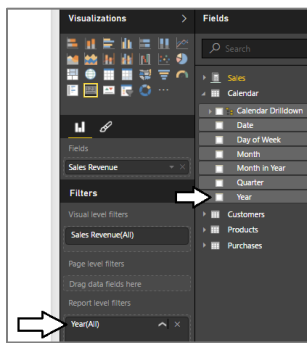 Visualizations
Fields
Search
Sales
Calendar
Calendar Drilldown
Date
Day of Week
Month
Month in Year
Quarter
Year
Customers
Products
Purchases
Fields
Sales Revenue
Filters
Visual level filters
Sales Revenue(All)
Page level filters
Drag data fields here
Report level filters
Year(All)